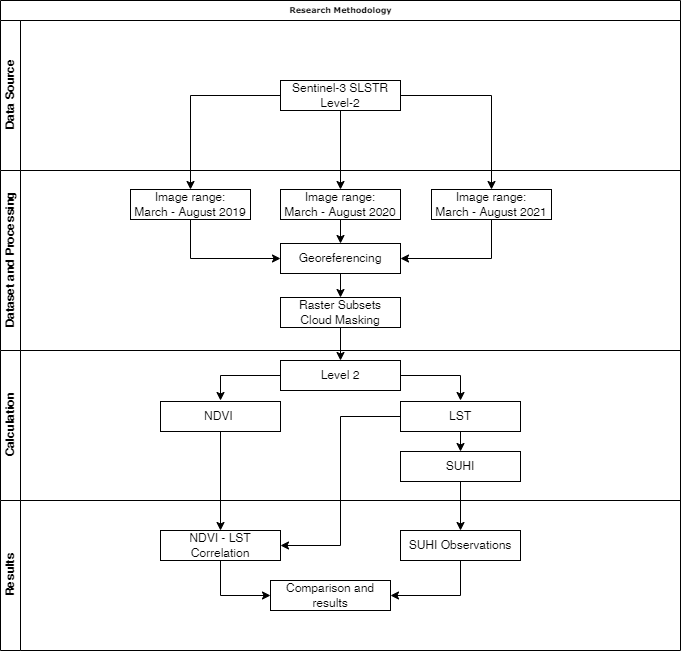 Research Methodology
Data Source
Sentinel-3 SLSTR
Level-2
Dataset and Processing
Image range:
March - August 2019
Image range:
March - August 2020
Image range:
March - August 2021
Georeferencing
Raster Subsets
Cloud Masking
Calculation
Level 2
NDVI
LST
SUHI
Results
NDVI - LST
Correlation
SUHI Observations
Comparison and
results